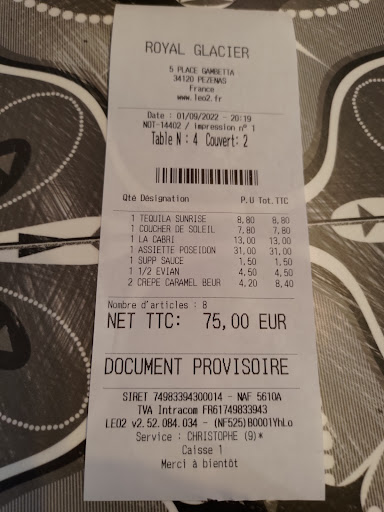 ROYAL GLACIER
5 PLACE GAMBETTA
34120 PEZENAS
France
www.leo2.fr
Date : 01/09/2022 - 20:19
NOT-14402 / impression n° 1
Table N : 4 Couvert: 2
Qté Désignation P.U Tot.TTC
1 TEQUILA SUNRISE 8,80 8,80
1 COUCHER DE SOLEIL 7,80 7,80
1 LA CABRI 13,00 13,00
1 ASSIETTE POSEIDON 31,00 31,00
1 SUPP SAUCE 1,50 1,50
1 1/2 EVIAN 4,50 4,50
2 CREPE CARAMEL BEUR 4,20 8,40
Nombre d'articles : 8
NET TTC: 75,00 EUR
DOCUMENT PROVISOIRE
SIRET 74983394300014 - NAF 5610A
TVA Intracom FR61749833943
LEO2 v2.52.084.034 - (NF525)B0001YhLo
Service : CHRISTOPHE (9)*
Caisse 1
Merci à bientôt